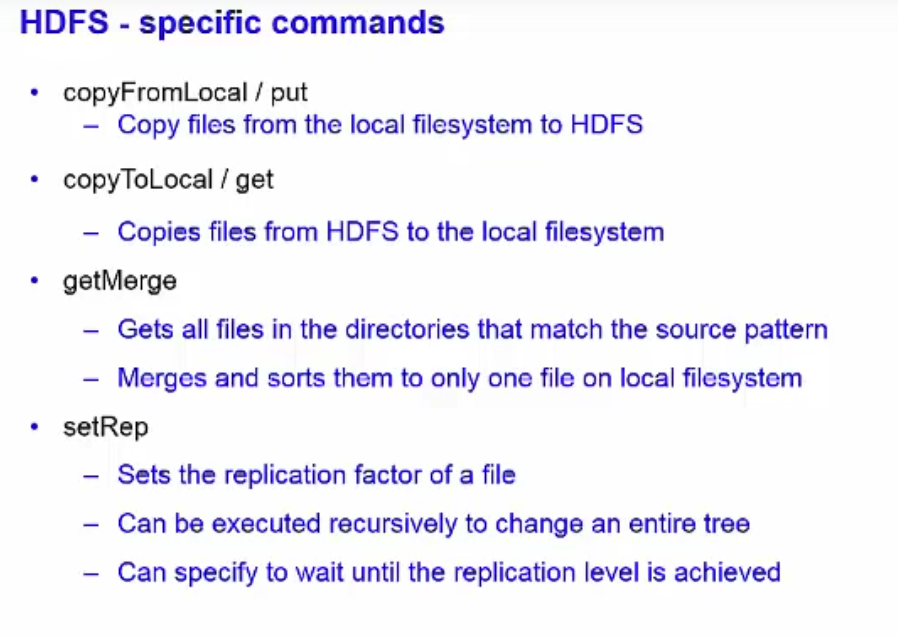 HDFS - specific commands
• copyFromLocal / put
– Copy files from the local filesystem to HDFS
• copyToLocal / get
– Copies files from HDFS to the local filesystem
• getMerge
– Gets all files in the directories that match the source pattern
– Merges and sorts them to only one file on local filesystem
• setRep
– Sets the replication factor of a file
– Can be executed recursively to change an entire tree
– Can specify to wait until the replication level is achieved